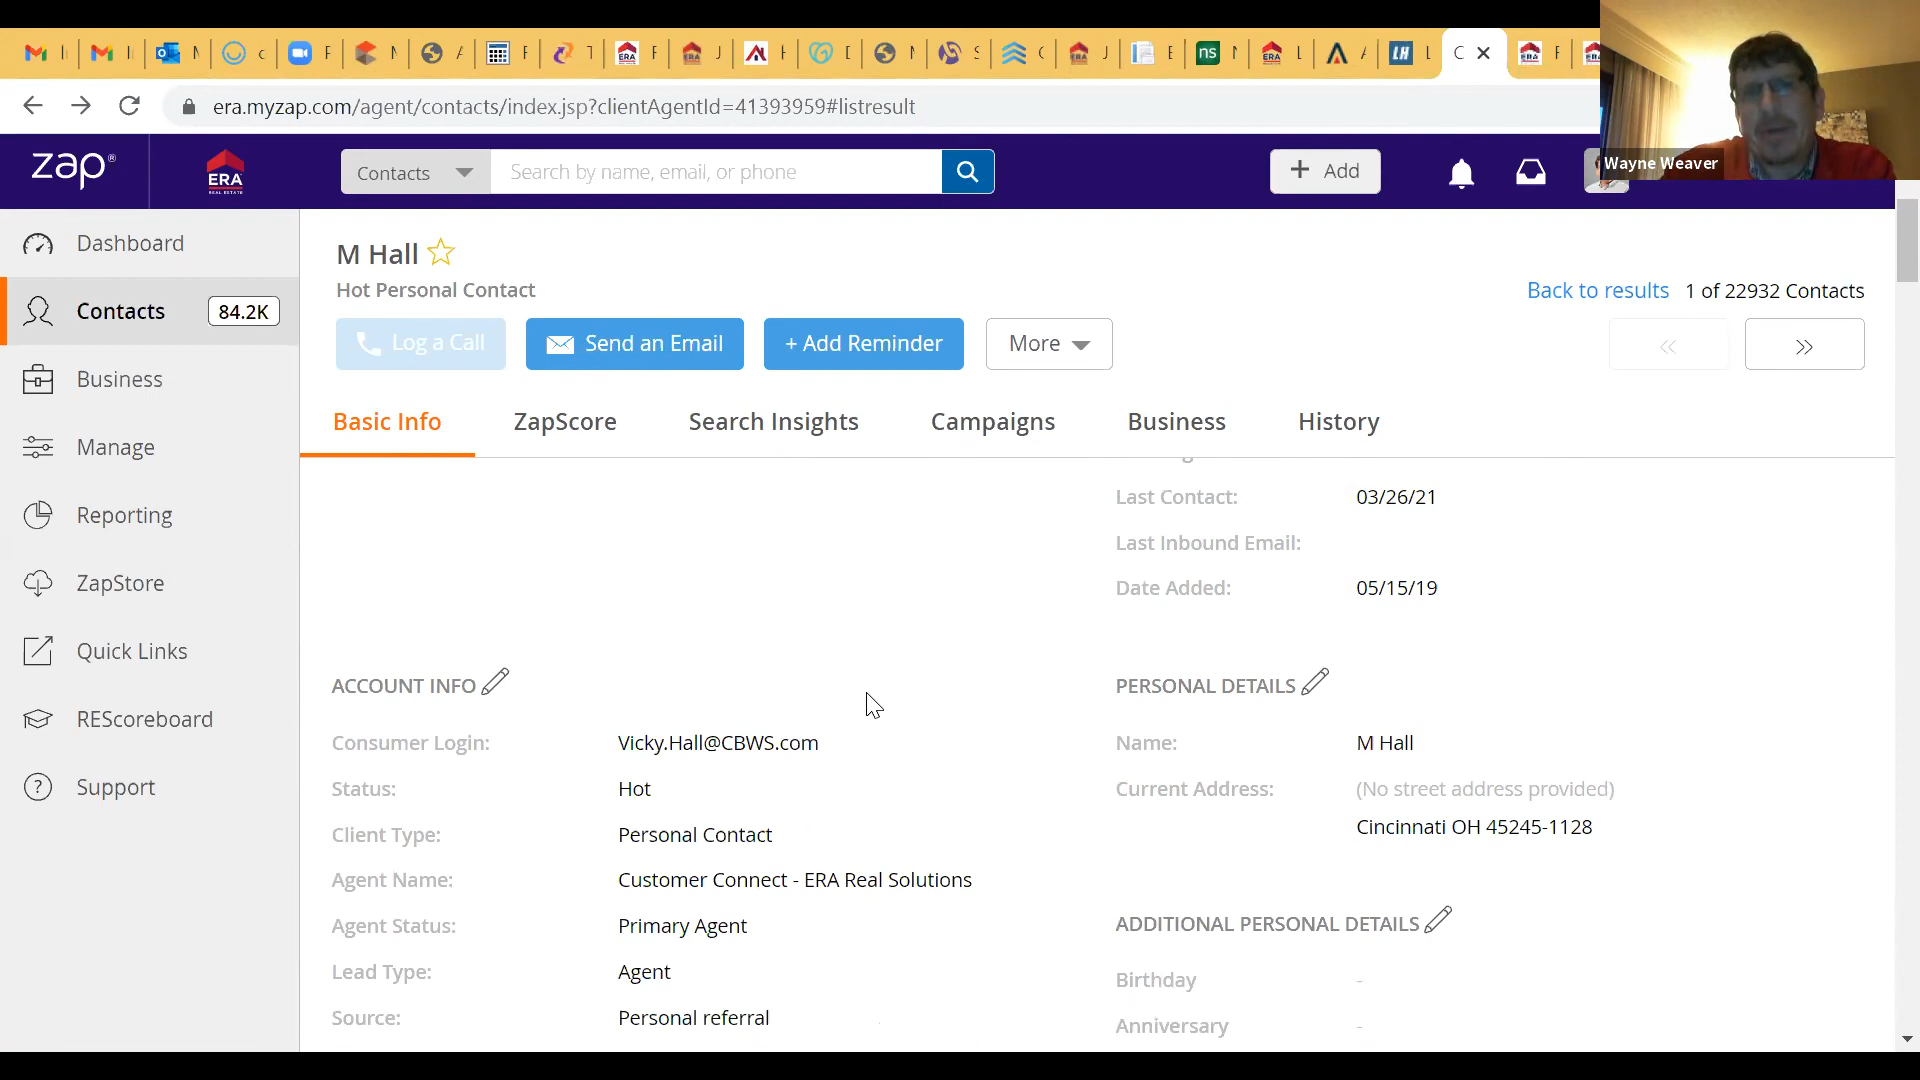 era.myzap.com/agent/contacts/index.jsp?clientAgentId=41393959#listresult
Wayne Weaver
zap®
ERA
REAL ESTATE
Contacts
Search by name, email, or phone
+ Add
Dashboard
Contacts 84.2K
Business
Manage
Reporting
ZapStore
Quick Links
REScoreboard
Support
M Hall
Hot Personal Contact
Back to results 1 of 22932 Contacts
Log a Call
Send an Email
+ Add Reminder
More
Basic Info ZapScore Search Insights Campaigns Business History
Last Contact: 03/26/21
Last Inbound Email:
Date Added: 05/15/19
ACCOUNT INFO
Consumer Login: Vicky.Hall@CBWS.com
Status: Hot
Client Type: Personal Contact
Agent Name: Customer Connect - ERA Real Solutions
Agent Status: Primary Agent
Lead Type: Agent
Source: Personal referral
PERSONAL DETAILS
Name: M Hall
Current Address: (No street address provided)
Cincinnati OH 45245-1128
ADDITIONAL PERSONAL DETAILS
Birthday -
Anniversary -